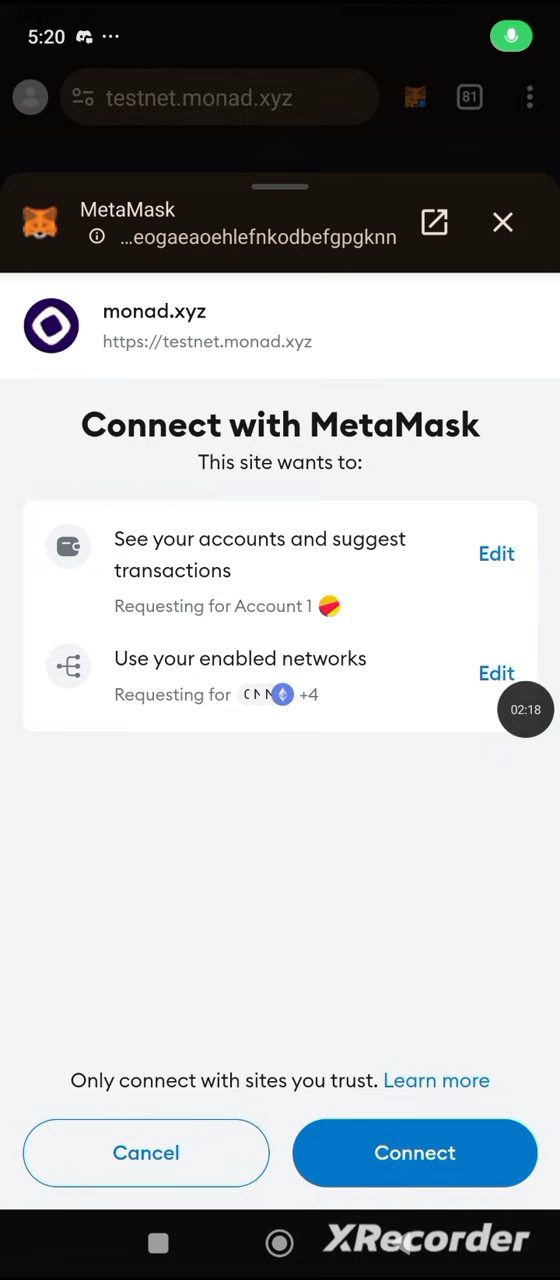 5:20
testnet.monad.xyz
81
MetaMask
...eogaeaoehlefnkodbefgpgknn
monad.xyz
https://testnet.monad.xyz
Connect with MetaMask
This site wants to:
See your accounts and suggest
transactions
Edit
Requesting for Account 1
Use your enabled networks
Edit
Requesting for C N N +4
02:18
Only connect with sites you trust. Learn more
Cancel
Connect
XRecorder